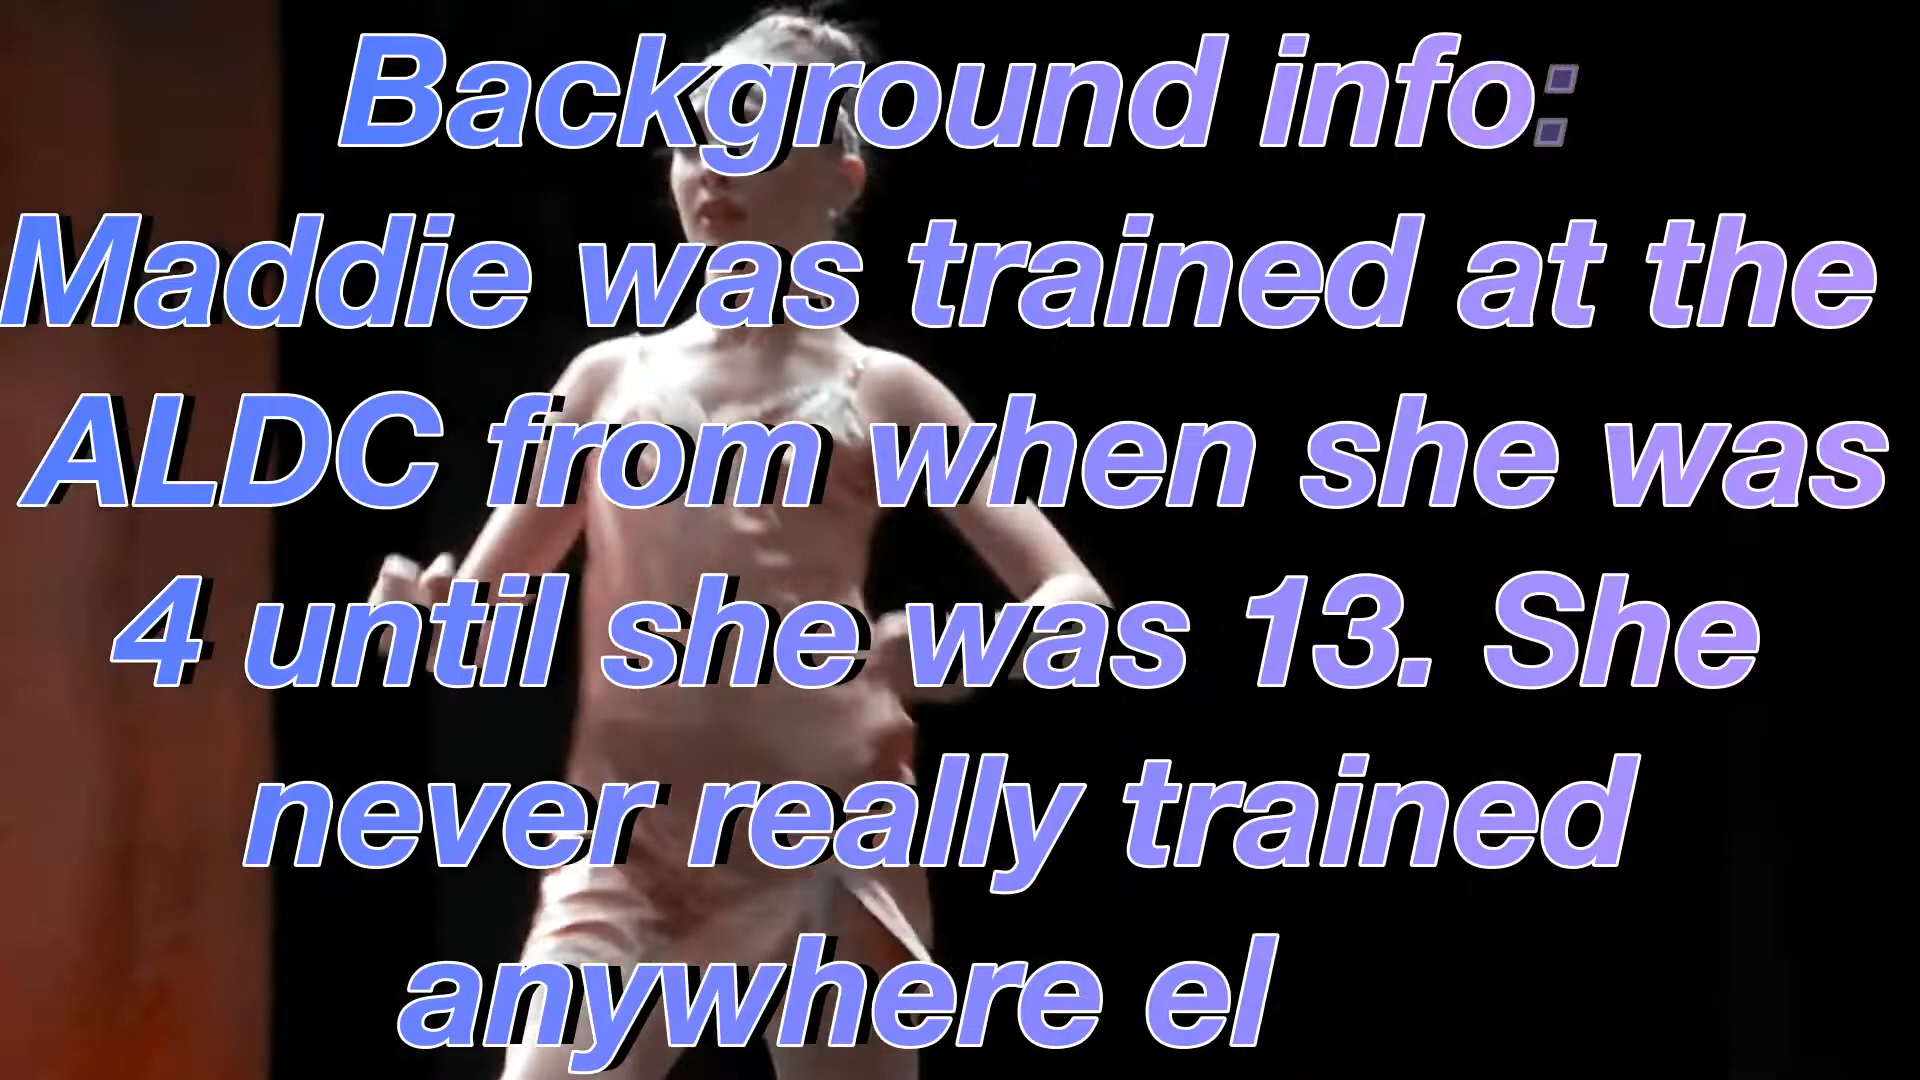 Background info:
Maddie was trained at the
ALDC from when she was
4 until she was 13. She
never really trained
anywhere el